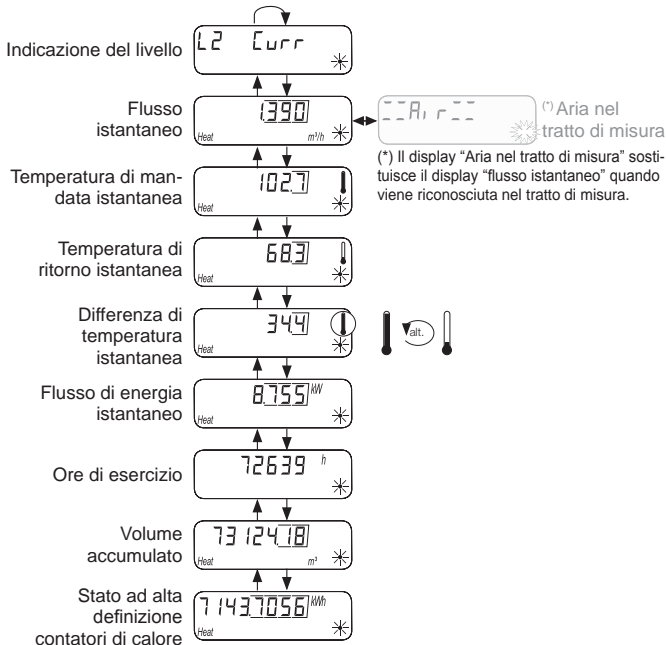 Indicazione del livello
L2 Curr
Flusso
istantaneo
1.390
Heat m³/h
Air
(*) Aria nel
tratto di misura
(*) Il display “Aria nel tratto di misura” sosti-
tuisce il display “flusso istantaneo” quando
viene riconosciuta nel tratto di misura.
Temperatura di man-
data istantanea
102.7
Heat
Temperatura di
ritorno istantanea
68.3
Heat
Differenza di
temperatura
istantanea
34.4
Heat
alt.
Flusso di energia
istantaneo
8.755 kW
Heat
Ore di esercizio
72639 h
Volume
accumulato
73124.18
Heat m³
Stato ad alta
definizione
contatori di calore
7143.7056 kWh
Heat